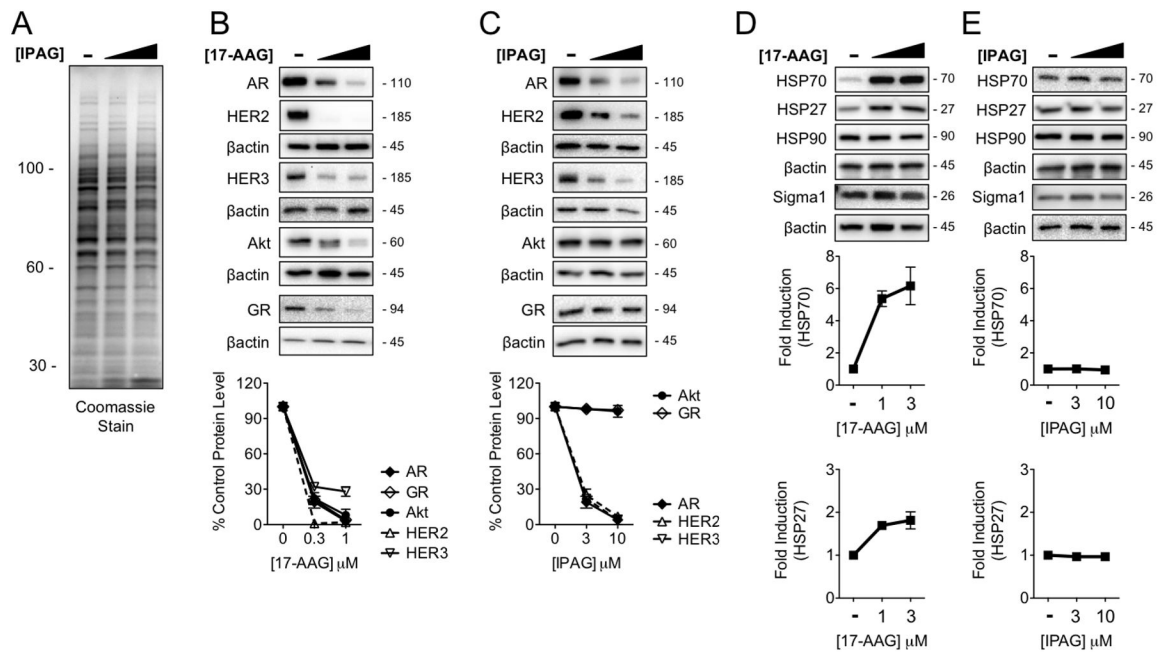 A
[IPAG] –
100 -
60 -
30 -
Coomassie
Stain
B
[17-AAG] –
AR - 110
HER2 - 185
βactin - 45
HER3 - 185
βactin - 45
Akt - 60
βactin - 45
GR - 94
βactin - 45
% Control Protein Level
120
90
60
30
0
0 0.3 1
[17-AAG] μM
AR
GR
Akt
HER2
HER3
C
[IPAG] –
AR - 110
HER2 - 185
βactin - 45
HER3 - 185
βactin - 45
Akt - 60
βactin - 45
GR - 94
βactin - 45
% Control Protein Level
120
90
60
30
0
0 3 10
[IPAG] μM
Akt
GR
AR
HER2
HER3
D
[17-AAG] –
HSP70 - 70
HSP27 - 27
HSP90 - 90
βactin - 45
Sigma1 - 26
βactin - 45
Fold Induction
(HSP70)
8
6
4
2
0
- 1 3
[17-AAG] μM
Fold Induction
(HSP27)
3
2
1
0
- 1 3
[17-AAG] μM
E
[IPAG] –
HSP70 - 70
HSP27 - 27
HSP90 - 90
βactin - 45
Sigma1 - 26
βactin - 45
Fold Induction
(HSP70)
8
6
4
2
0
- 3 10
[IPAG] μM
Fold Induction
(HSP27)
3
2
1
0
- 3 10
[IPAG] μM